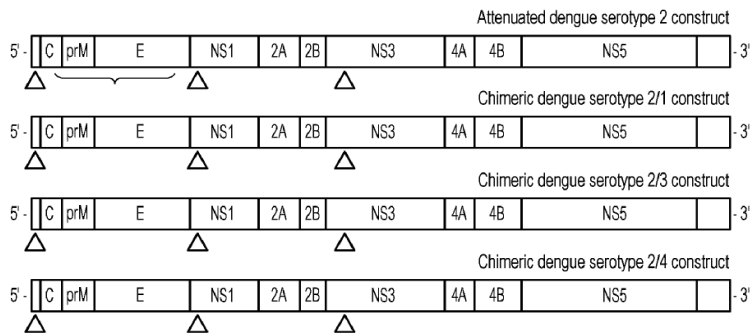 Attenuated dengue serotype 2 construct
5' - C prM E NS1 2A 2B NS3 4A 4B NS5 - 3'
Chimeric dengue serotype 2/1 construct
5' - C prM E NS1 2A 2B NS3 4A 4B NS5 - 3'
Chimeric dengue serotype 2/3 construct
5' - C prM E NS1 2A 2B NS3 4A 4B NS5 - 3'
Chimeric dengue serotype 2/4 construct
5' - C prM E NS1 2A 2B NS3 4A 4B NS5 - 3'